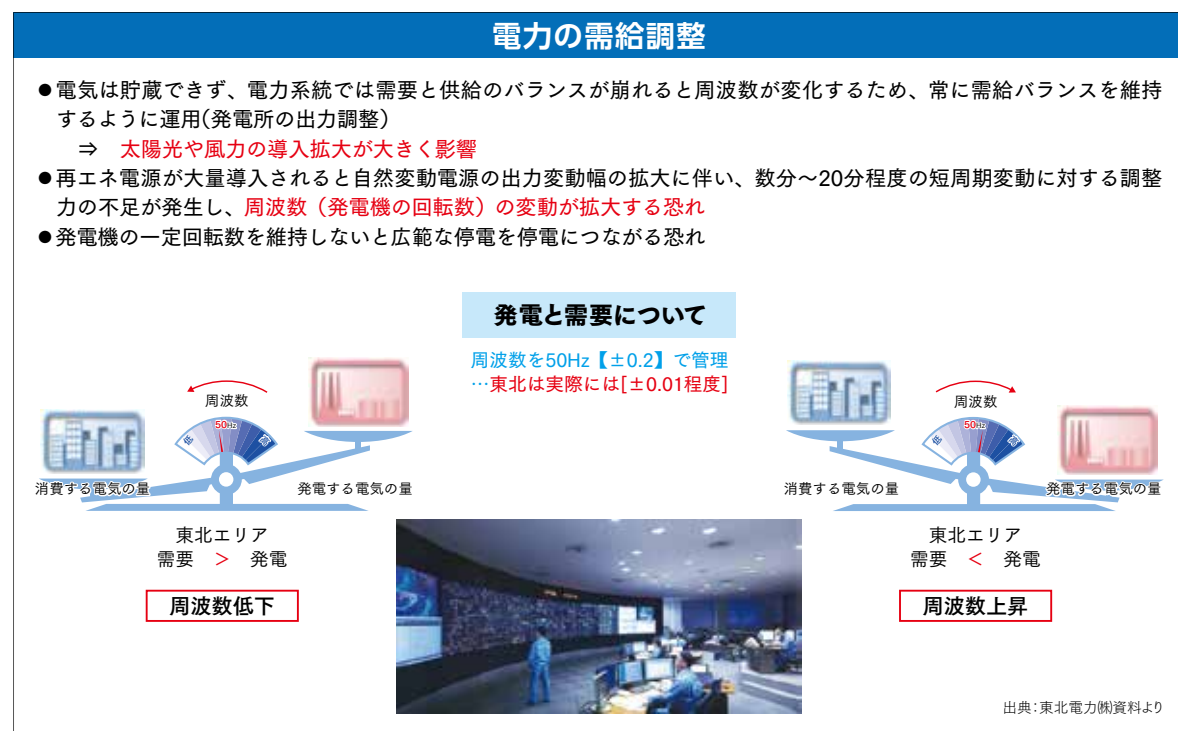 電力の需給調整
●電気は貯蔵できず、電力系統では需要と供給のバランスが崩れると周波数が変化するため、常に需給バランスを維持
するように運用(発電所の出力調整)
⇒ 太陽光や風力の導入拡大が大きく影響
●再エネ電源が大量導入されると自然変動電源の出力変動幅の拡大に伴い、数分～20分程度の短周期変動に対する調整
力の不足が発生し、周波数（発電機の回転数）の変動が拡大する恐れ
●発電機の一定回転数を維持しないと広範な停電を停電につながる恐れ
発電と需要について
周波数を50Hz【±0.2】で管理
…東北は実際には[±0.01程度]
周波数
50Hz
低
高
消費する電気の量
発電する電気の量
東北エリア
需要 ＞ 発電
周波数低下
周波数
50Hz
低
高
消費する電気の量
発電する電気の量
東北エリア
需要 ＜ 発電
周波数上昇
出典：東北電力㈱資料より